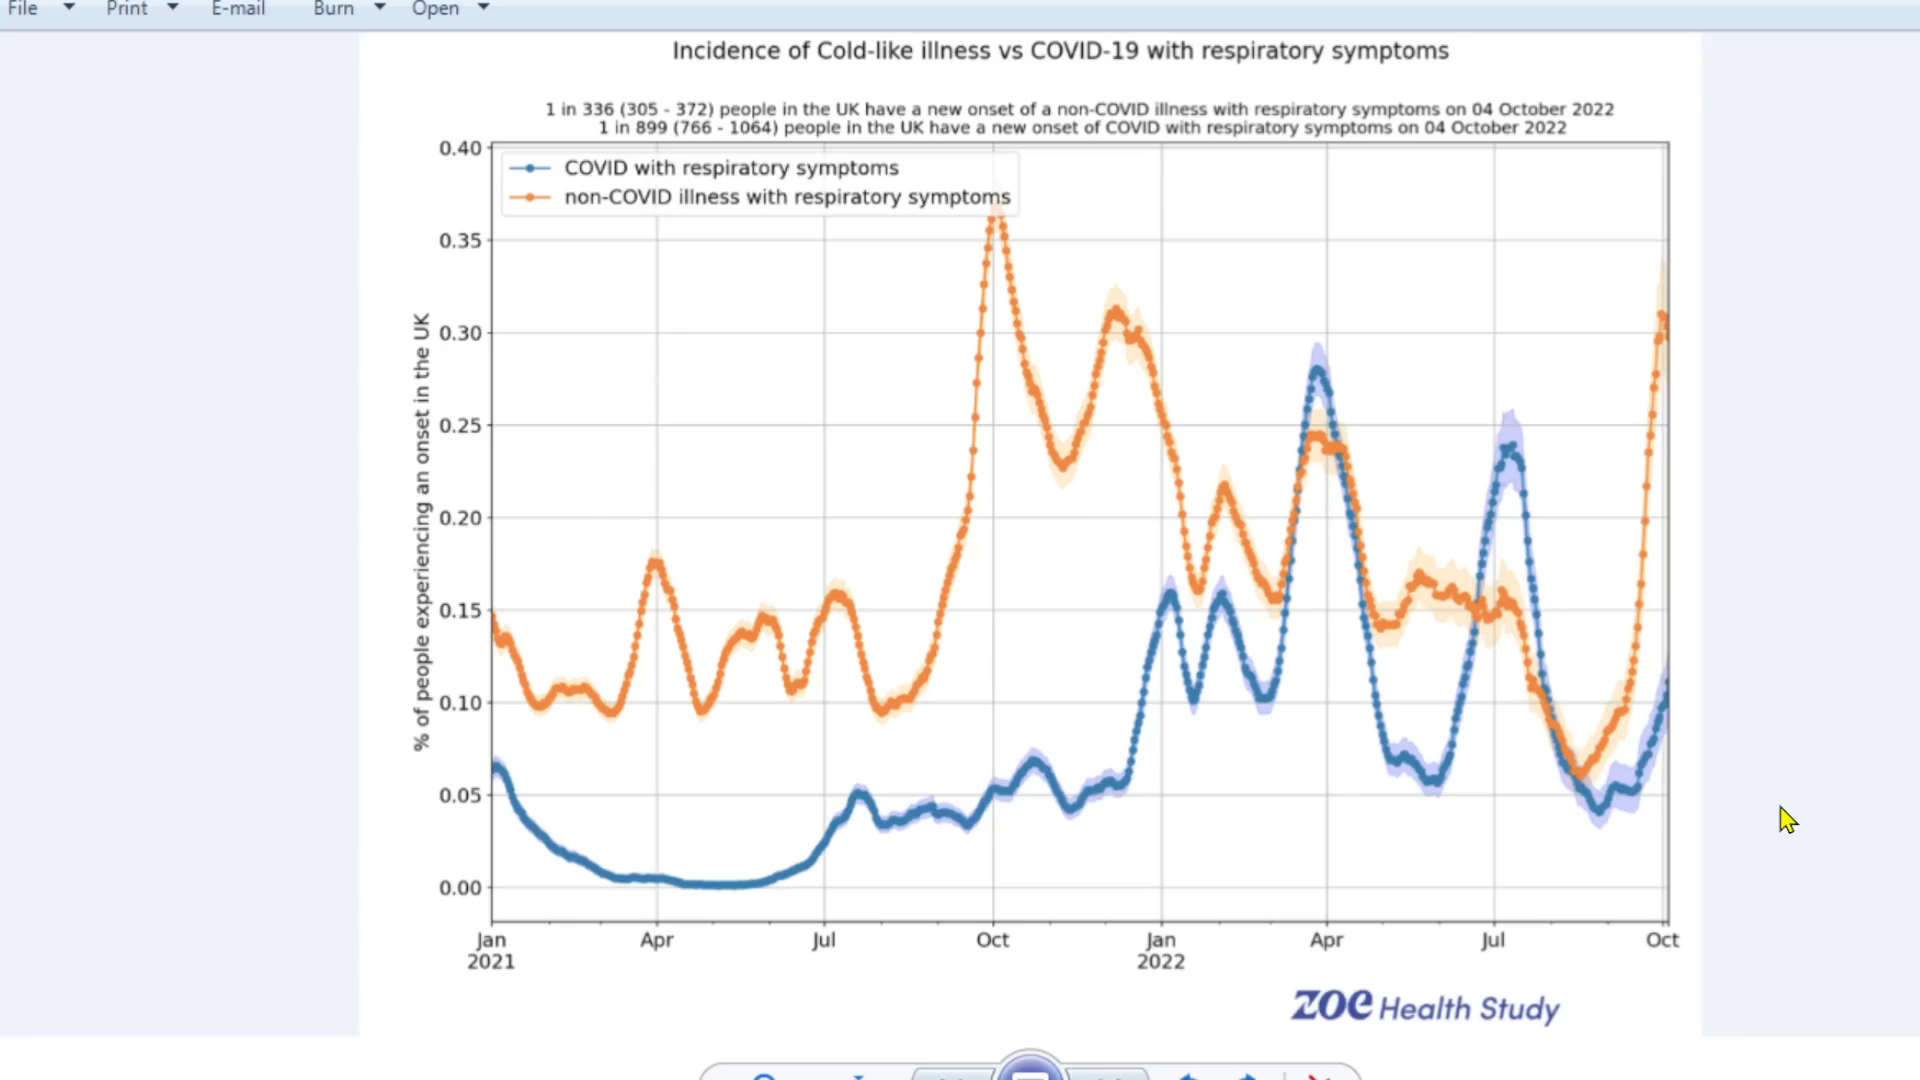 File Print E-mail Burn Open
Incidence of Cold-like illness vs COVID-19 with respiratory symptoms
1 in 336 (305 - 372) people in the UK have a new onset of a non-COVID illness with respiratory symptoms on 04 October 2022
1 in 899 (766 - 1064) people in the UK have a new onset of COVID with respiratory symptoms on 04 October 2022
COVID with respiratory symptoms
non-COVID illness with respiratory symptoms
% of people experiencing an onset in the UK
0.40
0.35
0.30
0.25
0.20
0.15
0.10
0.05
0.00
Jan Apr Jul Oct Jan Apr Jul Oct
2021 2022
ZOE Health Study